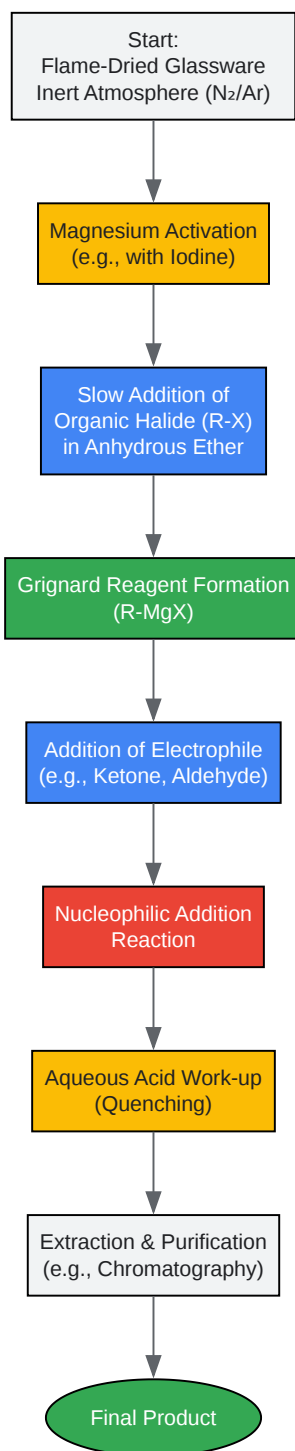 Start:
Flame-Dried Glassware
Inert Atmosphere (N₂/Ar)
Magnesium Activation
(e.g., with Iodine)
Slow Addition of
Organic Halide (R-X)
in Anhydrous Ether
Grignard Reagent Formation
(R-MgX)
Addition of Electrophile
(e.g., Ketone, Aldehyde)
Nucleophilic Addition
Reaction
Aqueous Acid Work-up
(Quenching)
Extraction & Purification
(e.g., Chromatography)
Final Product